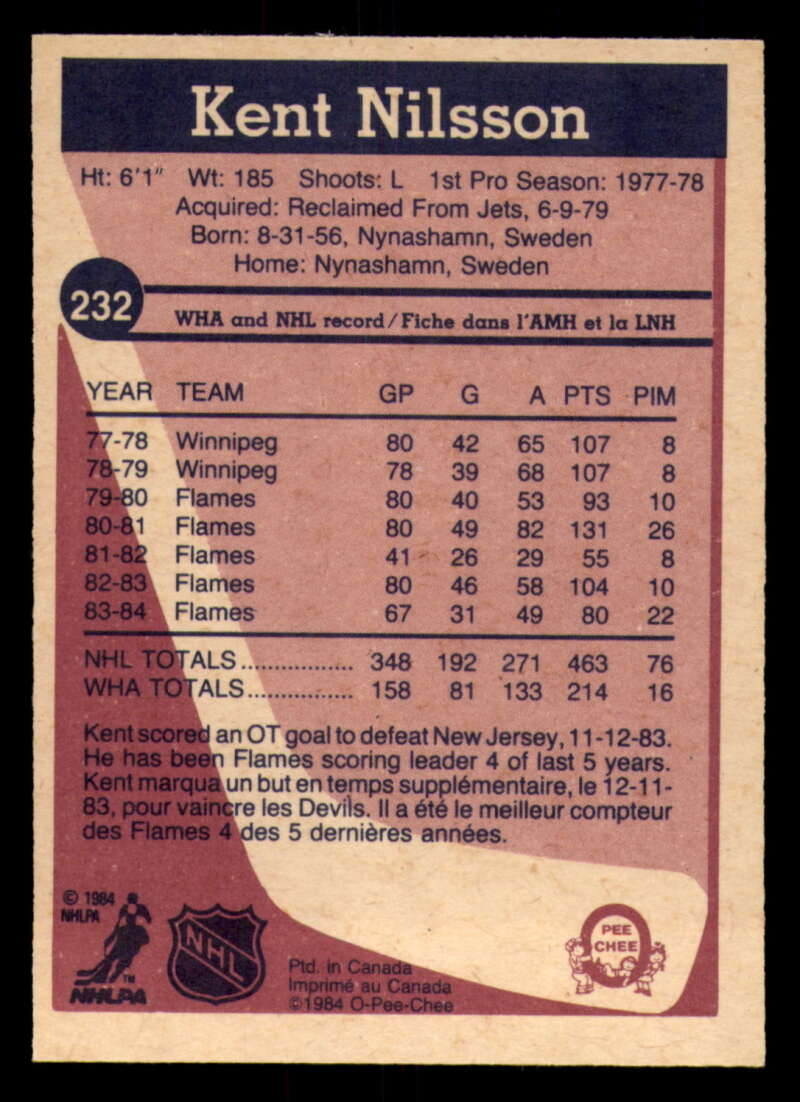 Kent Nilsson
Ht: 6'1" Wt: 185 Shoots: L 1st Pro Season: 1977-78
Acquired: Reclaimed From Jets, 6-9-79
Born: 8-31-56, Nynashamn, Sweden
Home: Nynashamn, Sweden
232
WHA and NHL record/Fiche dans l'AMH et la LNH
YEAR TEAM GP G A PTS PIM
77-78 Winnipeg 80 42 65 107 8
78-79 Winnipeg 78 39 68 107 8
79-80 Flames 80 40 53 93 10
80-81 Flames 80 49 82 131 26
81-82 Flames 41 26 29 55 8
82-83 Flames 80 46 58 104 10
83-84 Flames 67 31 49 80 22
NHL TOTALS................ 348 192 271 463 76
WHA TOTALS............... 158 81 133 214 16
Kent scored an OT goal to defeat New Jersey, 11-12-83.
He has been Flames scoring leader 4 of last 5 years.
Kent marqua un but en temps supplémentaire, le 12-11-
83, pour vaincre les Devils. Il a été le meilleur compteur
des Flames 4 des 5 dernières années.
© 1984
NHLPA
TM
NHLPA
NHL
Ptd. in Canada
Imprimé au Canada
©1984 O-Pee-Chee
O
PEE
CHEE